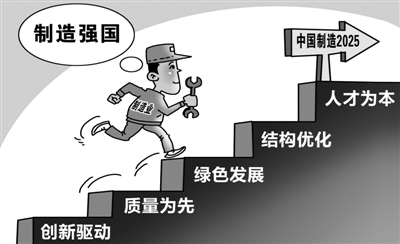 制造强国
中国制造2025
制造业
人才为本
结构优化
绿色发展
质量为先
创新驱动